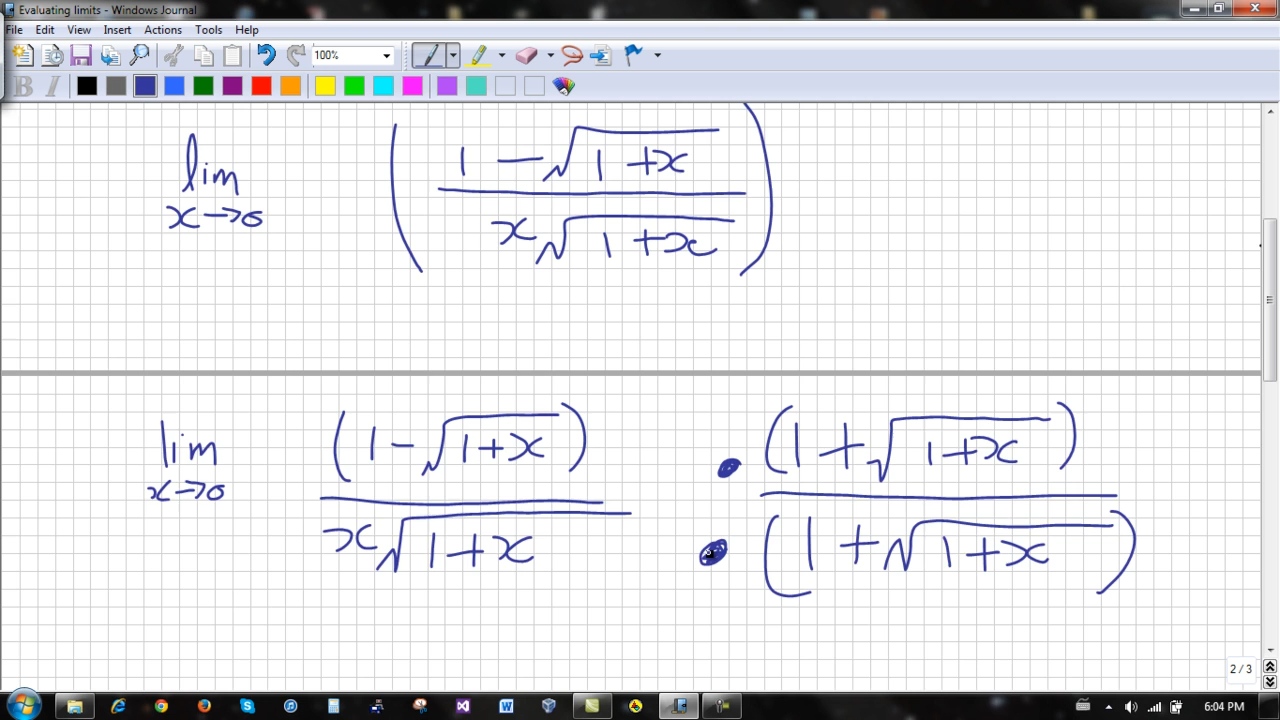 Evaluating limits - Windows Journal
File Edit View Insert Actions Tools Help
100%
B I
lim x→0 ( (1 - √(1 + x)) / (x√(1 + x)) )
lim x→0 (1 - √(1+x)) / (x√(1+x)) • (1 + √(1+x)) / • (1 + √(1+x))
2 / 3
6:04 PM